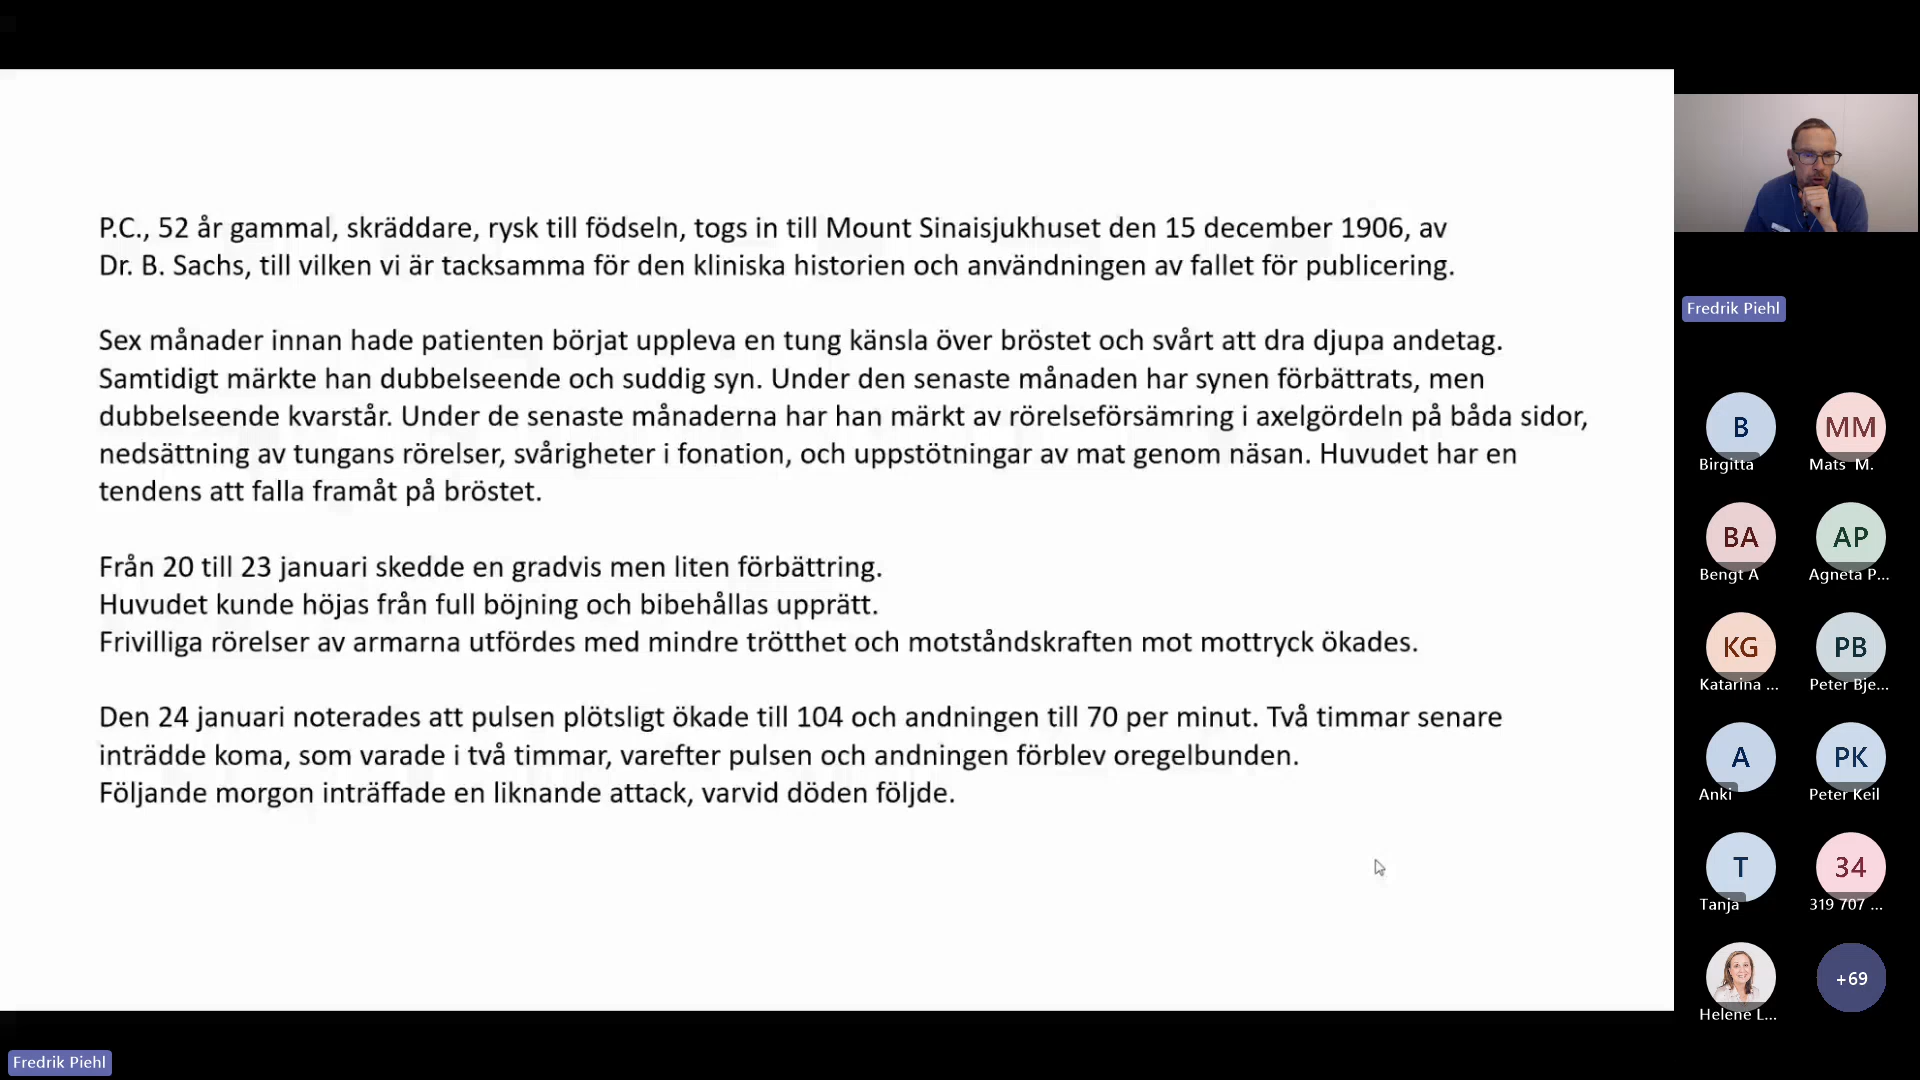 P.C., 52 år gammal, skräddare, rysk till födseln, togs in till Mount Sinaisjukhuset den 15 december 1906, av
Dr. B. Sachs, till vilken vi är tacksamma för den kliniska historien och användningen av fallet för publicering.
Sex månader innan hade patienten börjat uppleva en tung känsla över bröstet och svårt att dra djupa andetag.
Samtidigt märkte han dubbelseende och suddig syn. Under den senaste månaden har synen förbättrats, men
dubbelseende kvarstår. Under de senaste månaderna har han märkt av rörelseförsämring i axelgördeln på båda sidor,
nedsättning av tungans rörelser, svårigheter i fonation, och uppstötningar av mat genom näsan. Huvudet har en
tendens att falla framåt på bröstet.
Från 20 till 23 januari skedde en gradvis men liten förbättring.
Huvudet kunde höjas från full böjning och bibehållas upprätt.
Frivilliga rörelser av armarna utfördes med mindre trötthet och motståndskraften mot mottryck ökades.
Den 24 januari noterades att pulsen plötsligt ökade till 104 och andningen till 70 per minut. Två timmar senare
inträdde koma, som varade i två timmar, varefter pulsen och andningen förblev oregelbunden.
Följande morgon inträffade en liknande attack, varvid döden följde.
Fredrik Piehl
Fredrik Piehl
B
Birgitta
MM
Mats M.
BA
Bengt A
AP
Agneta P...
KG
Katarina ...
PB
Peter Bje...
A
Anki
PK
Peter Keil
T
Tanja
34
319 707 ...
Helene L...
+69